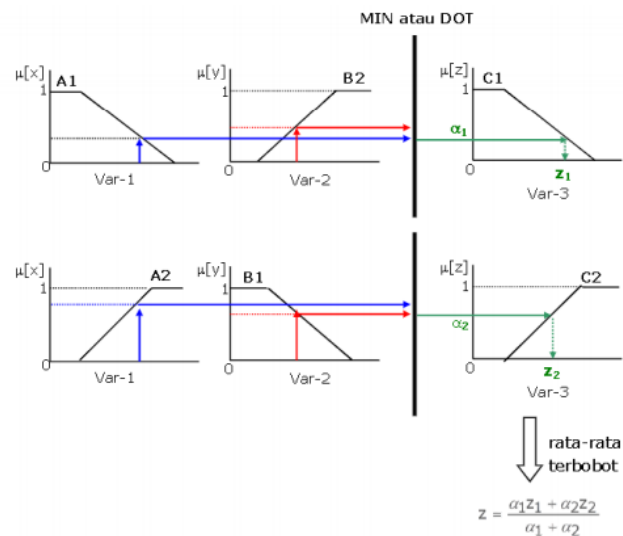 MIN atau DOT
μ[x] A1
1
0
Var-1
μ[y] B2
1
0
Var-2
α1
μ[z] C1
1
0
z1
Var-3
μ[x] A2
1
0
Var-1
μ[y] B1
1
0
Var-2
α2
μ[z] C2
1
0
z2
Var-3
rata-rata
terbobot
z = α1z1 + α2z2 / α1 + α2